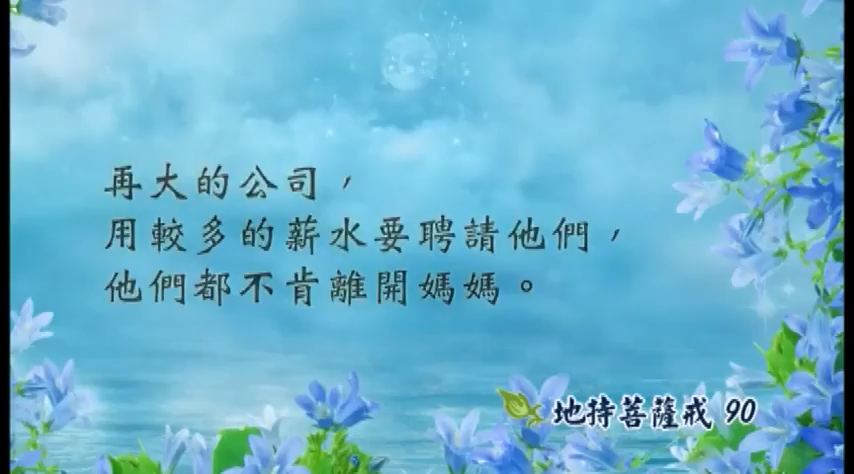 再大的公司，
用較多的薪水要聘請他們，
他們都不肯離開媽媽。
地持菩薩戒 90